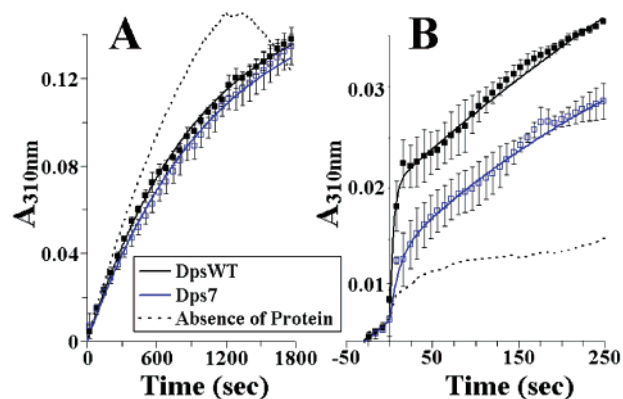 A
B
A310nm
0.12
0.08
0.04
0
DpsWT
Dps7
Absence of Protein
0 600 1200 1800
Time (sec)
A310nm
0.03
0.02
0.01
-50 50 150 250
Time (sec)